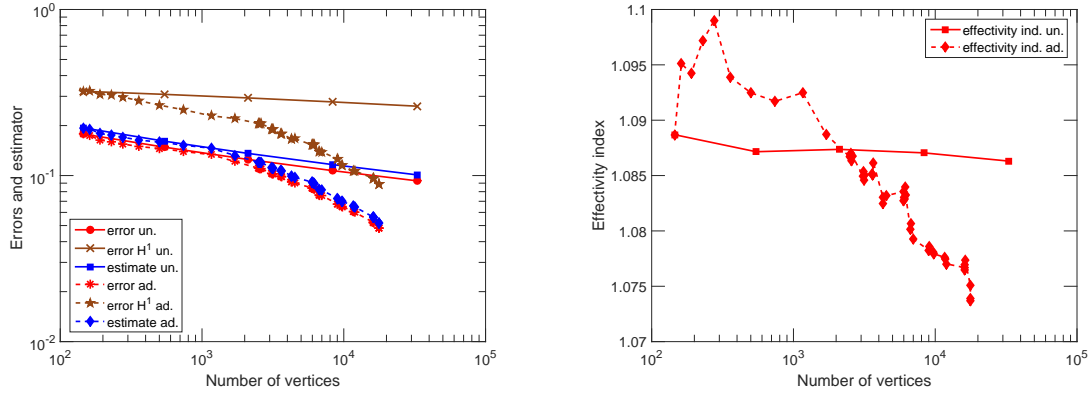 10^0
10^-1
10^-2
Errors and estimator
error un.
error H^1 un.
estimate un.
error ad.
error H^1 ad.
estimate ad.
10^2 10^3 10^4 10^5
Number of vertices
1.1
1.095
1.09
1.085
1.08
1.075
1.07
Effectivity index
effectivity ind. un.
effectivity ind. ad.
10^2 10^3 10^4 10^5
Number of vertices